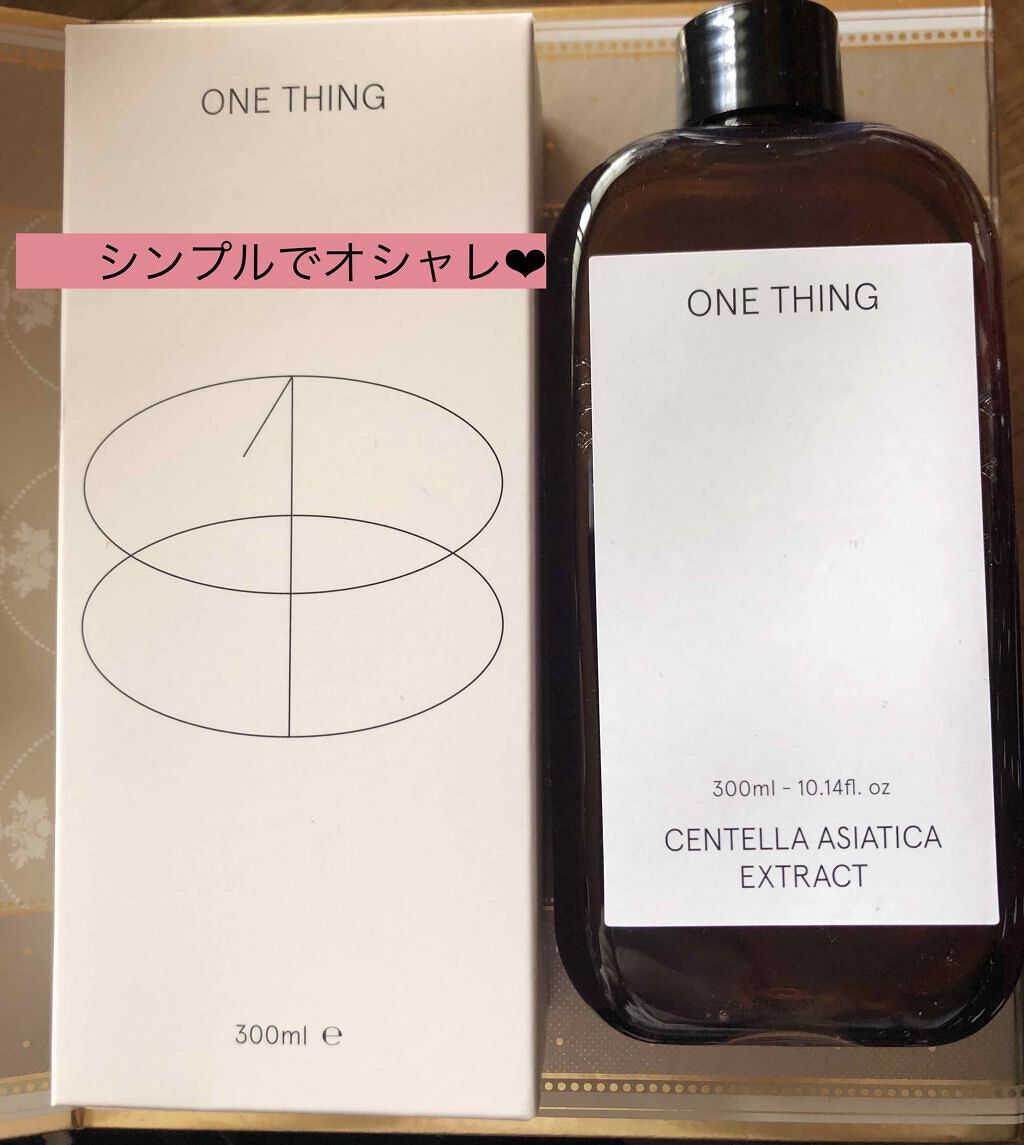 ONE THING
シンプルでオシャレ❤
300ml ℮
ONE THING
300ml - 10.14fl. oz
CENTELLA ASIATICA
EXTRACT